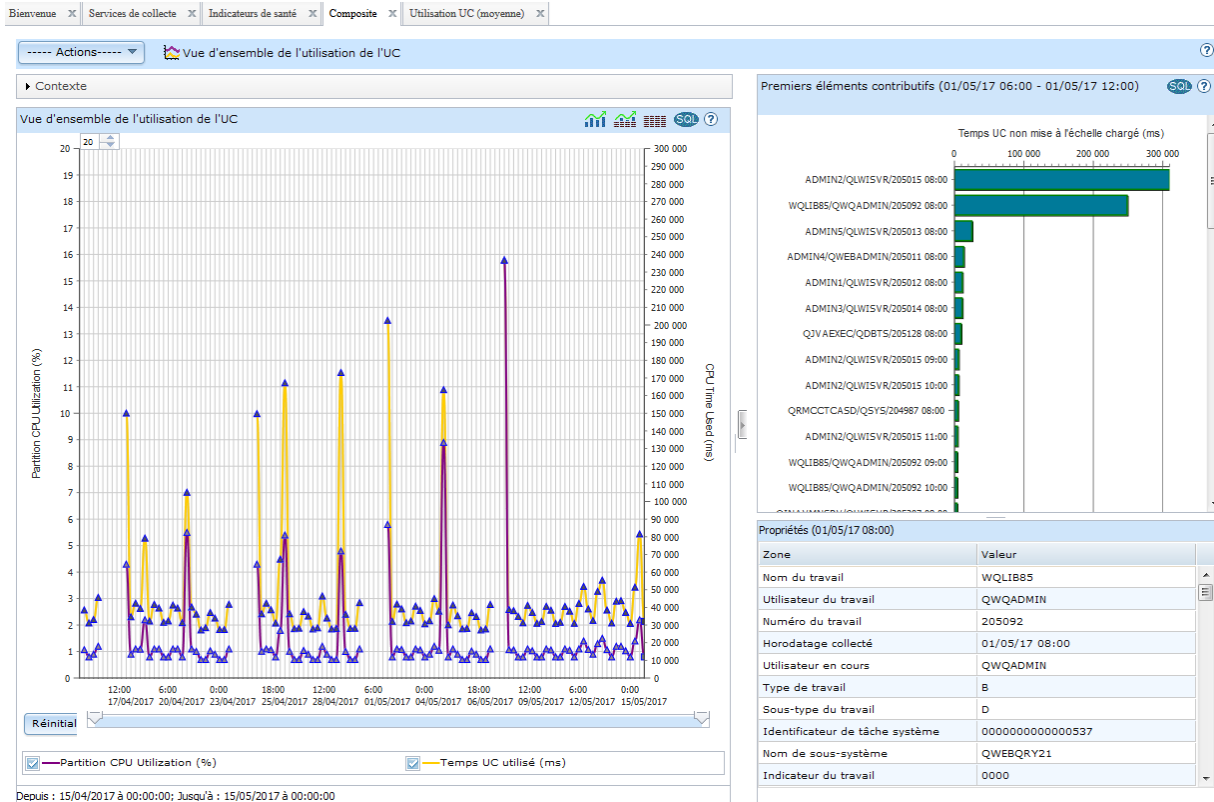 Bienvenue X Services de collecte X Indicateurs de santé X Composite X Utilisation UC (moyenne) X
----- Actions-----
Vue d'ensemble de l'utilisation de l'UC
?
Contexte
Vue d'ensemble de l'utilisation de l'UC
SQL ?
20
Partition CPU Utilization (%)
20
19
18
17
16
15
14
13
12
11
10
9
8
7
6
5
4
3
2
1
0
300 000
290 000
280 000
270 000
260 000
250 000
240 000
230 000
220 000
210 000
200 000
190 000
180 000
170 000
160 000
150 000
140 000
130 000
120 000
110 000
100 000
90 000
80 000
70 000
60 000
50 000
40 000
30 000
20 000
10 000
0
CPU Time Used (ms)
12:00 6:00 0:00 18:00 12:00 6:00 0:00 18:00 12:00 6:00 0:00
17/04/2017 20/04/2017 23/04/2017 25/04/2017 28/04/2017 01/05/2017 04/05/2017 06/05/2017 09/05/2017 12/05/2017 15/05/2017
Réinitial
Partition CPU Utilization (%)
Temps UC utilisé (ms)
Depuis : 15/04/2017 à 00:00:00; Jusqu'à : 15/05/2017 à 00:00:00
Premiers éléments contributifs (01/05/17 06:00 - 01/05/17 12:00)
SQL ?
Temps UC non mise à l'échelle chargé (ms)
0 100 000 200 000 300 000
ADMIN2/QLWISVR/205015 08:00
WQLIB85/QWQADMIN/205092 08:00
ADMIN5/QLWISVR/205013 08:00
ADMIN4/QWEBADMIN/205011 08:00
ADMIN1/QLWISVR/205012 08:00
ADMIN3/QLWISVR/205014 08:00
QJVAEXEC/QDBTS/205128 08:00
ADMIN2/QLWISVR/205015 09:00
ADMIN2/QLWISVR/205015 10:00
QRMCCTCASD/QSYS/204987 08:00
ADMIN2/QLWISVR/205015 11:00
WQLIB85/QWQADMIN/205092 09:00
WQLIB85/QWQADMIN/205092 10:00
Propriétés (01/05/17 08:00)
Zone Valeur
Nom du travail WQLIB85
Utilisateur du travail QWQADMIN
Numéro du travail 205092
Horodatage collecté 01/05/17 08:00
Utilisateur en cours QWQADMIN
Type de travail B
Sous-type du travail D
Identificateur de tâche système 0000000000000537
Nom de sous-système QWEBQRY21
Indicateur du travail 0000